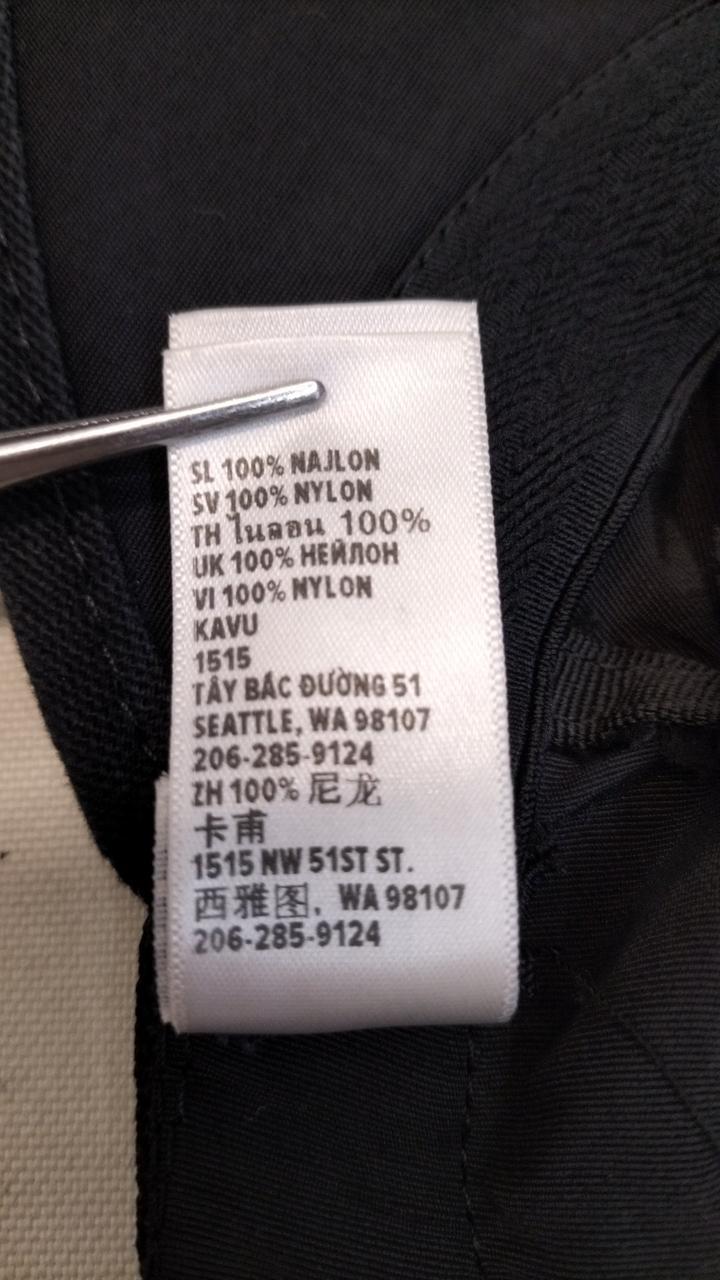 SL 100% NAJLON
SV 100% NYLON
TH ไนลอน 100%
UK 100% НЕЙЛОН
VI 100% NYLON
KAVU
1515
TÂY BẮC ĐƯỜNG 51
SEATTLE, WA 98107
206-285-9124
ZH 100% 尼龙
卡甫
1515 NW 51ST ST.
西雅图, WA 98107
206-285-9124